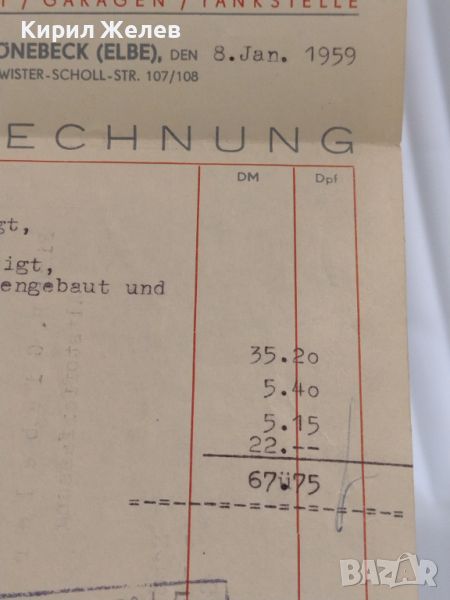 Кирил Желев
/ GARAGEN / TANKSTELLE
ÖNEBECK (ELBE), DEN 8.Jan. 1959
WISTER-SCHOLL-STR. 107/108
ECHNUNG
DM Dpf
gt,
igt,
engebaut und
35.20
5.40
5.15
22.--
67ü75
=-=-=-=-=-=-=-=
bazar